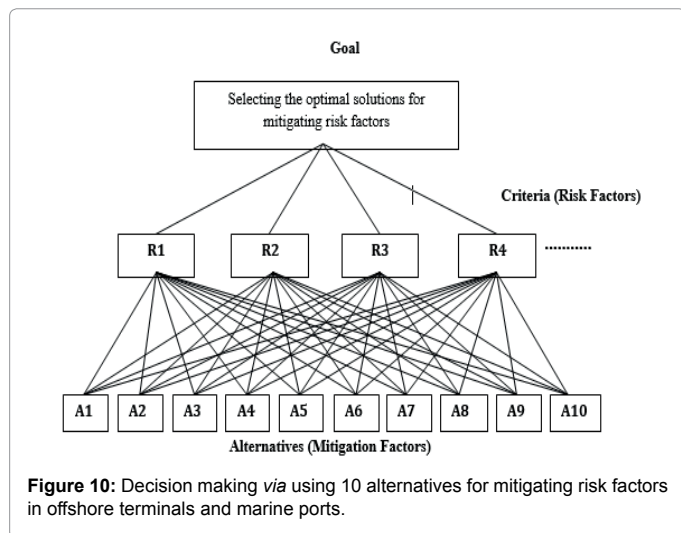 Goal
Selecting the optimal solutions for
mitigating risk factors
Criteria (Risk Factors)
R1 R2 R3 R4 ...........
A1 A2 A3 A4 A5 A6 A7 A8 A9 A10
Alternatives (Mitigation Factors)
Figure 10: Decision making via using 10 alternatives for mitigating risk factors
in offshore terminals and marine ports.